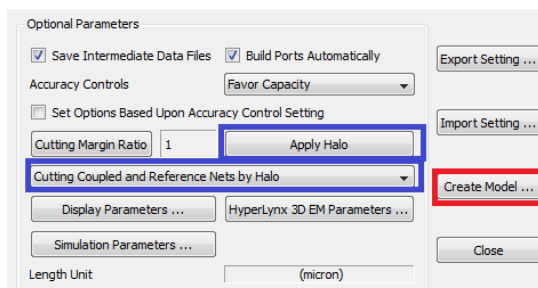 Optional Parameters
Save Intermediate Data Files Build Ports Automatically
Export Setting ...
Accuracy Controls Favor Capacity
Set Options Based Upon Accuracy Control Setting
Import Setting ...
Cutting Margin Ratio 1 Apply Halo
Cutting Coupled and Reference Nets by Halo
Create Model ...
Display Parameters ... HyperLynx 3D EM Parameters ...
Simulation Parameters ... Close
Length Unit (micron)